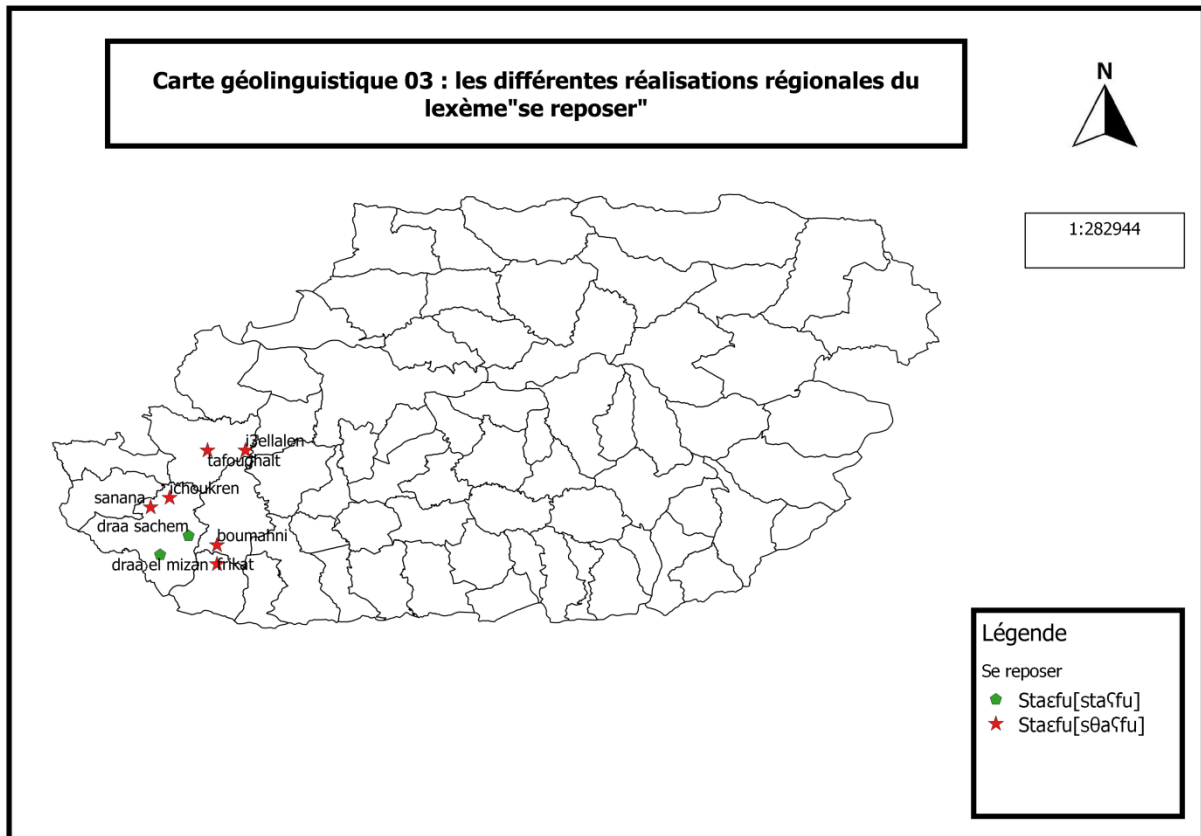 Carte géolinguistique 03 : les différentes réalisations régionales du
lexème"se reposer"
N
1:282944
i3ellalen
tafoughalt
ichoukren
sanana
draa sachem
boumahni
draa el mizan
frikat
Légende
Se reposer
Staɛfu[staʕfu]
Staɛfu[sθaʕfu]